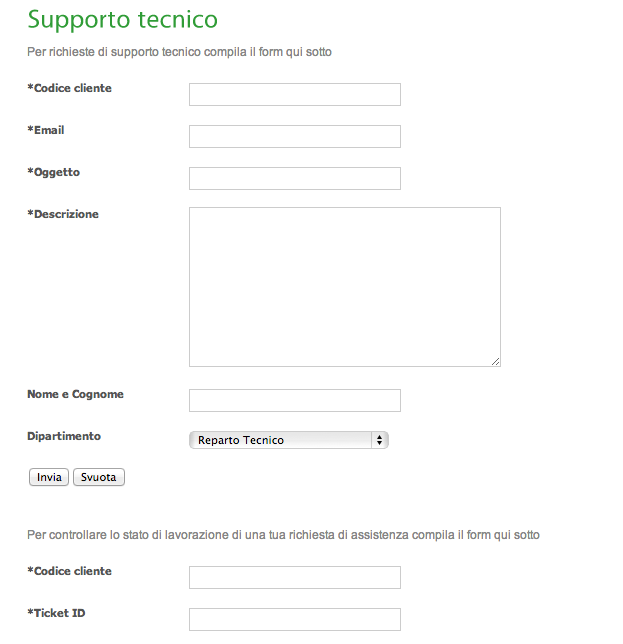 Supporto tecnico
Per richieste di supporto tecnico compila il form qui sotto
*Codice cliente
*Email
*Oggetto
*Descrizione
Nome e Cognome
Dipartimento
Reparto Tecnico
Invia Svuota
Per controllare lo stato di lavorazione di una tua richiesta di assistenza compila il form qui sotto
*Codice cliente
*Ticket ID